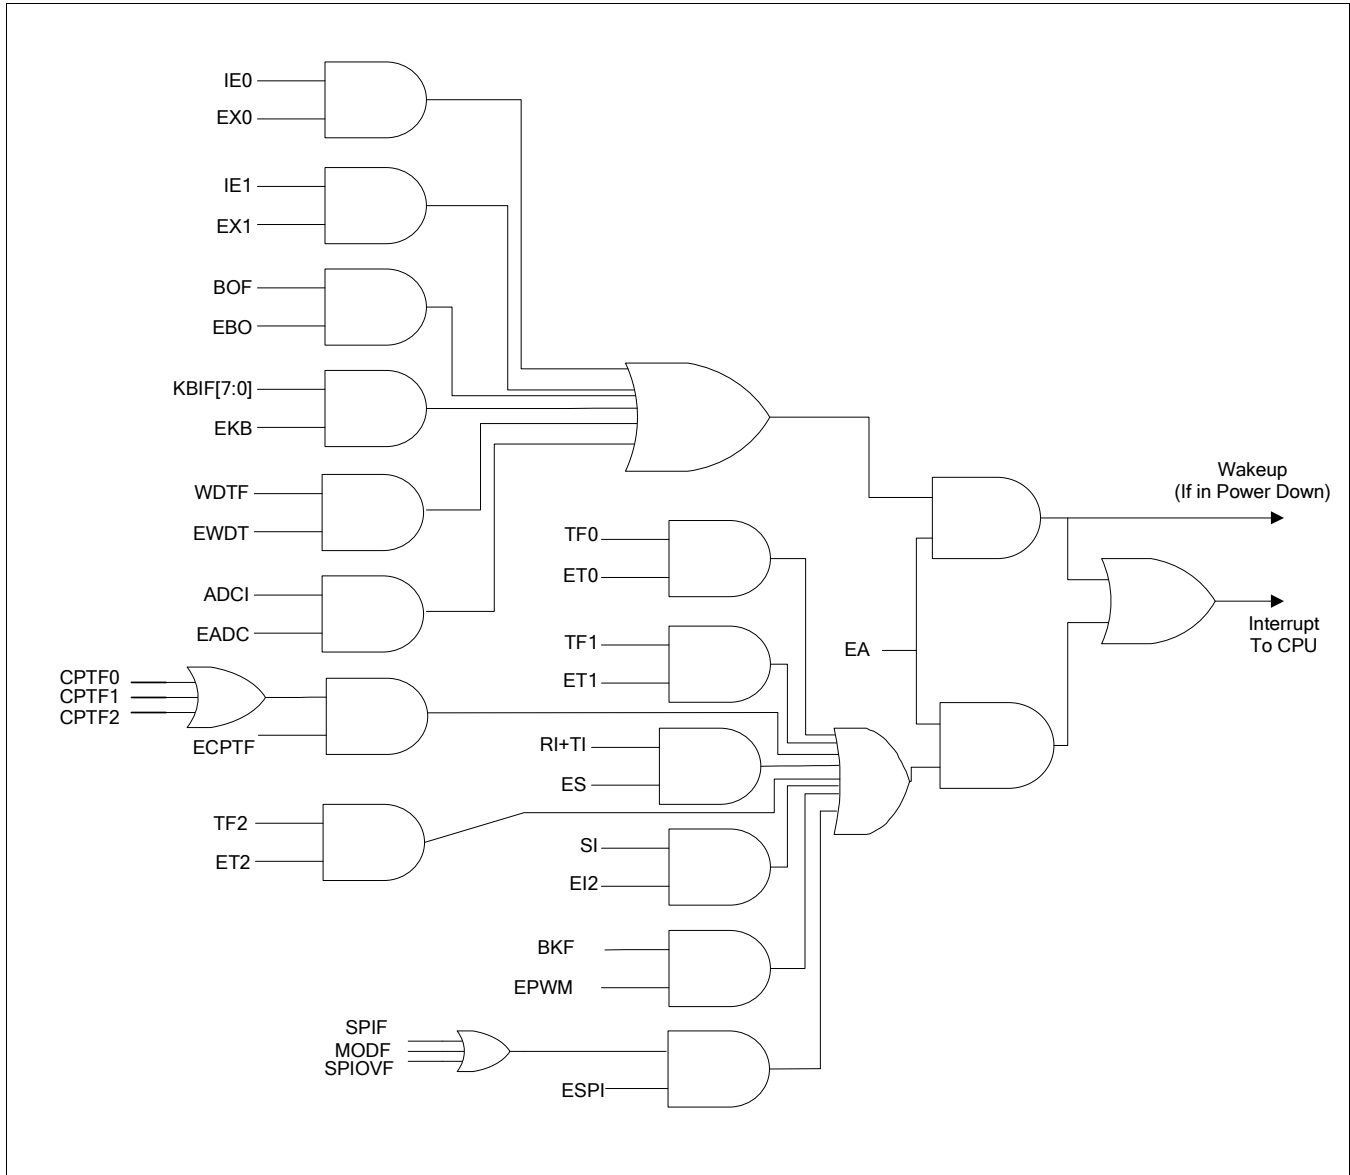 IE0
EX0
IE1
EX1
BOF
EBO
KBIF[7:0]
EKB
WDTF
EWDT
ADCI
EADC
CPTF0
CPTF1
CPTF2
ECPTF
TF2
ET2
TF0
ET0
TF1
ET1
RI+TI
ES
SI
EI2
BKF
EPWM
SPIF
MODF
SPIOVF
ESPI
EA
Wakeup
(If in Power Down)
Interrupt
To CPU